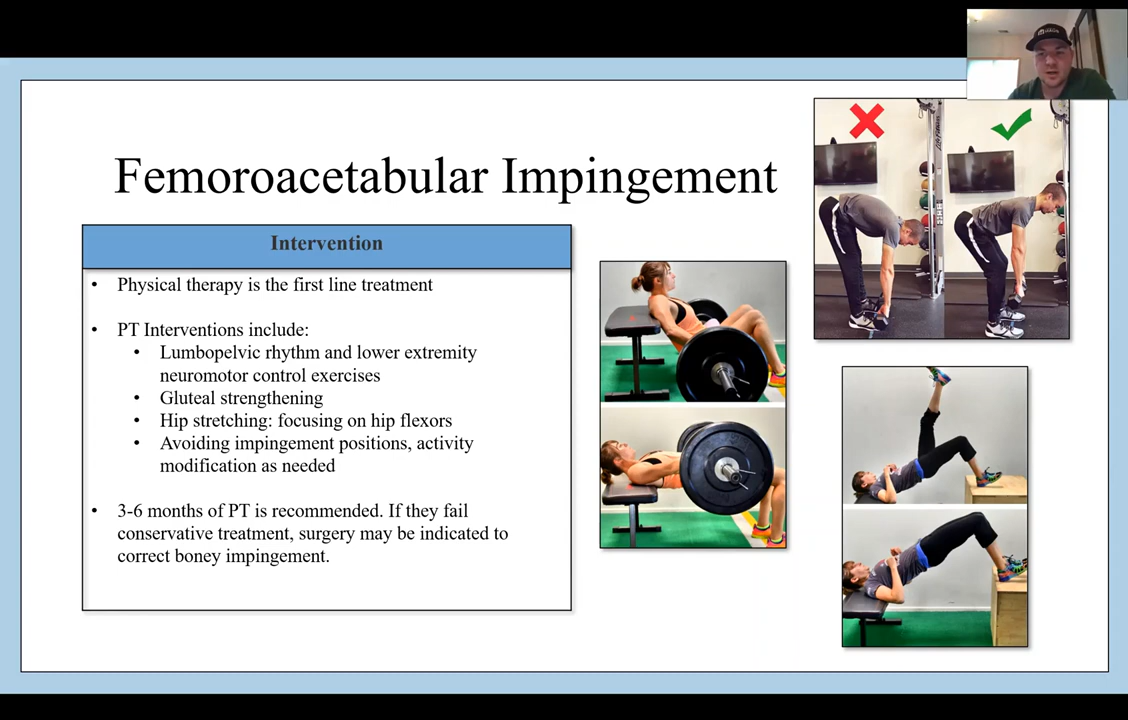 Femoroacetabular Impingement
Intervention
• Physical therapy is the first line treatment
• PT Interventions include:
• Lumbopelvic rhythm and lower extremity
neuromotor control exercises
• Gluteal strengthening
• Hip stretching: focusing on hip flexors
• Avoiding impingement positions, activity
modification as needed
• 3-6 months of PT is recommended. If they fail
conservative treatment, surgery may be indicated to
correct boney impingement.